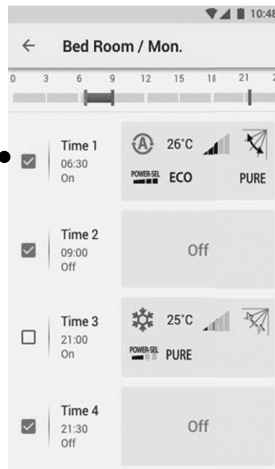 10:48
Bed Room / Mon.
0 3 6 9 12 15 18 21 2
Time 1
06:30
On
A 26°C
POWER-SEL ECO PURE
Time 2
09:00
Off
Off
Time 3
21:00
On
25°C
POWER-SEL PURE
Time 4
21:30
Off
Off